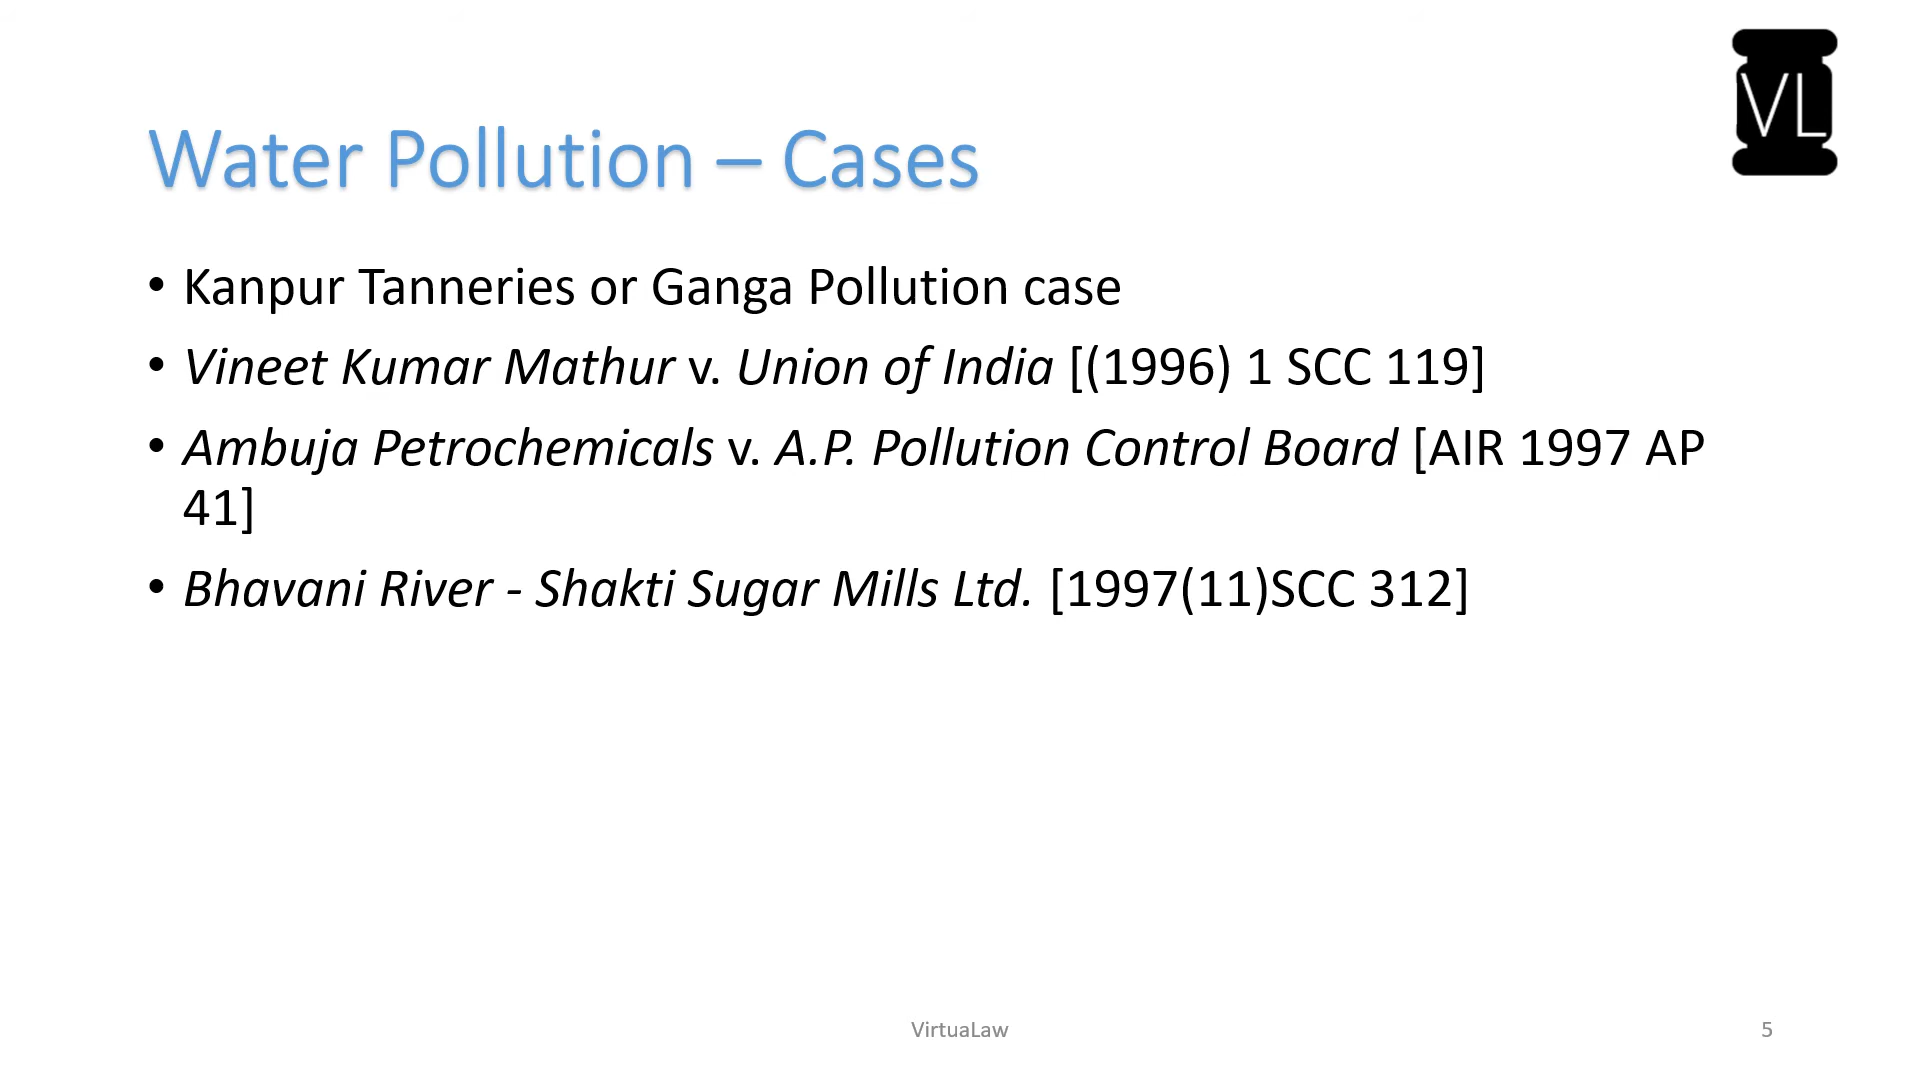 VL
Water Pollution – Cases
• Kanpur Tanneries or Ganga Pollution case
• Vineet Kumar Mathur v. Union of India [(1996) 1 SCC 119]
• Ambuja Petrochemicals v. A.P. Pollution Control Board [AIR 1997 AP
41]
• Bhavani River - Shakti Sugar Mills Ltd. [1997(11)SCC 312]
VirtuaLaw
5